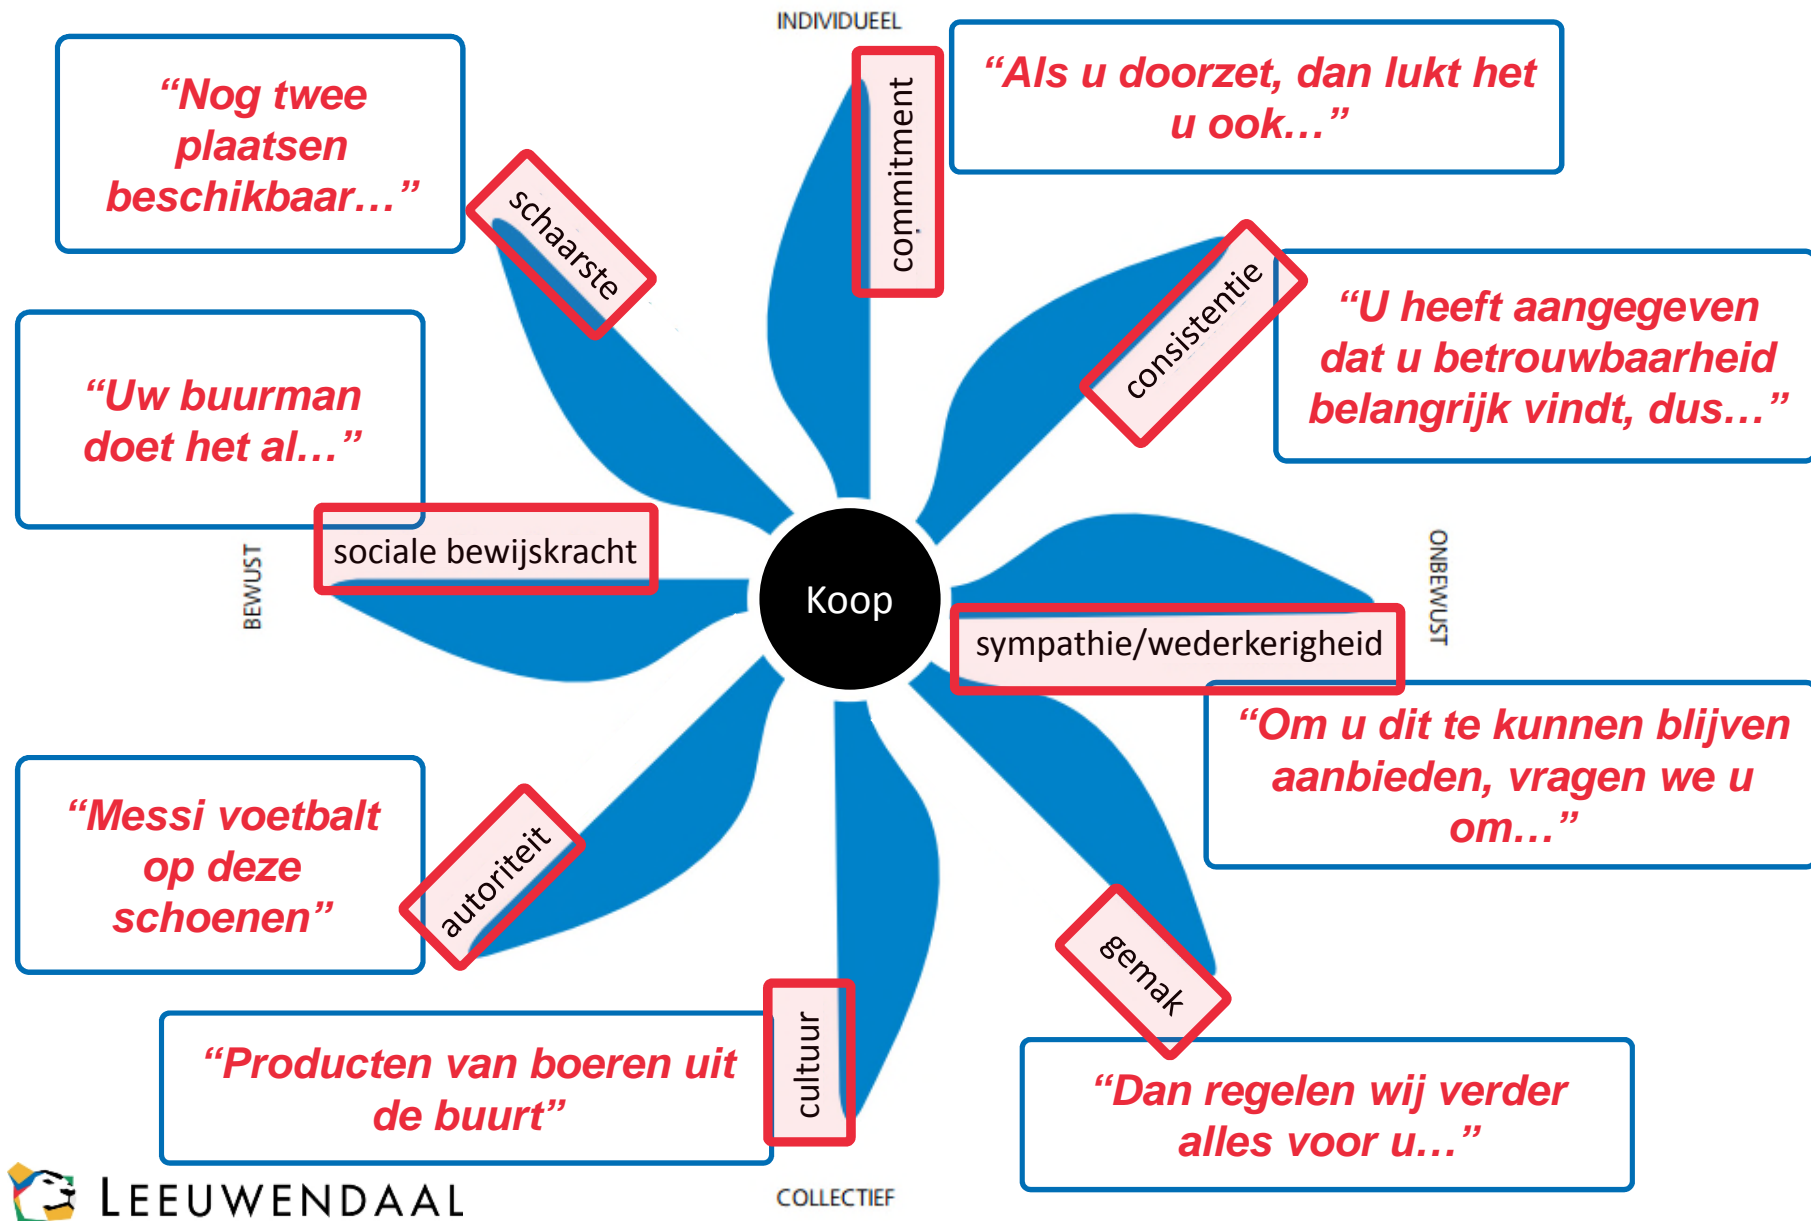 INDIVIDUEEL
“Nog twee
plaatsen
beschikbaar…”
schaarste
commitment
“Als u doorzet, dan lukt het
u ook…”
consistentie
“U heeft aangegeven
dat u betrouwbaarheid
belangrijk vindt, dus…”
“Uw buurman
doet het al…”
sociale bewijskracht
BEWUST
Koop
ONBEWUST
sympathie/wederkerigheid
“Om u dit te kunnen blijven
aanbieden, vragen we u
om…”
“Messi voetbalt
op deze
schoenen”
autoriteit
gemak
cultuur
“Producten van boeren uit
de buurt”
“Dan regelen wij verder
alles voor u…”
COLLECTIEF
LEEUWENDAAL